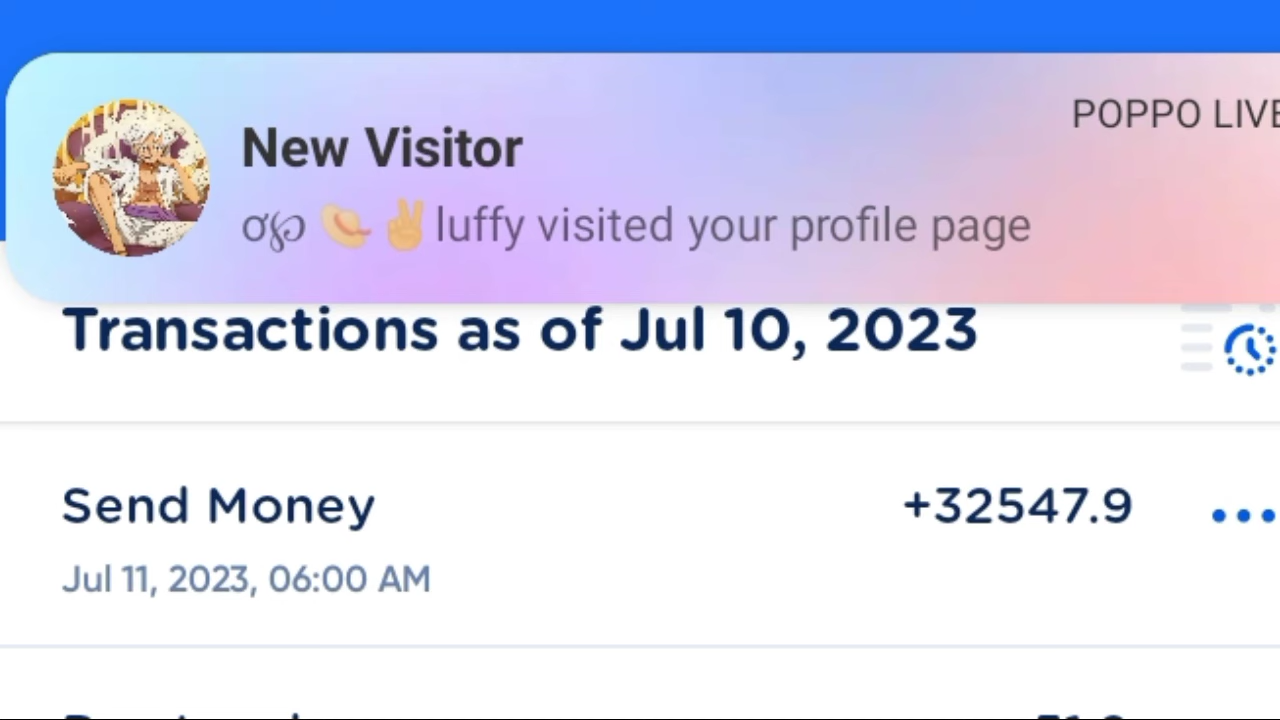 POPPO LIVE
New Visitor
σ℘ 👒✌️luffy visited your profile page
Transactions as of Jul 10, 2023
Send Money +32547.9
Jul 11, 2023, 06:00 AM